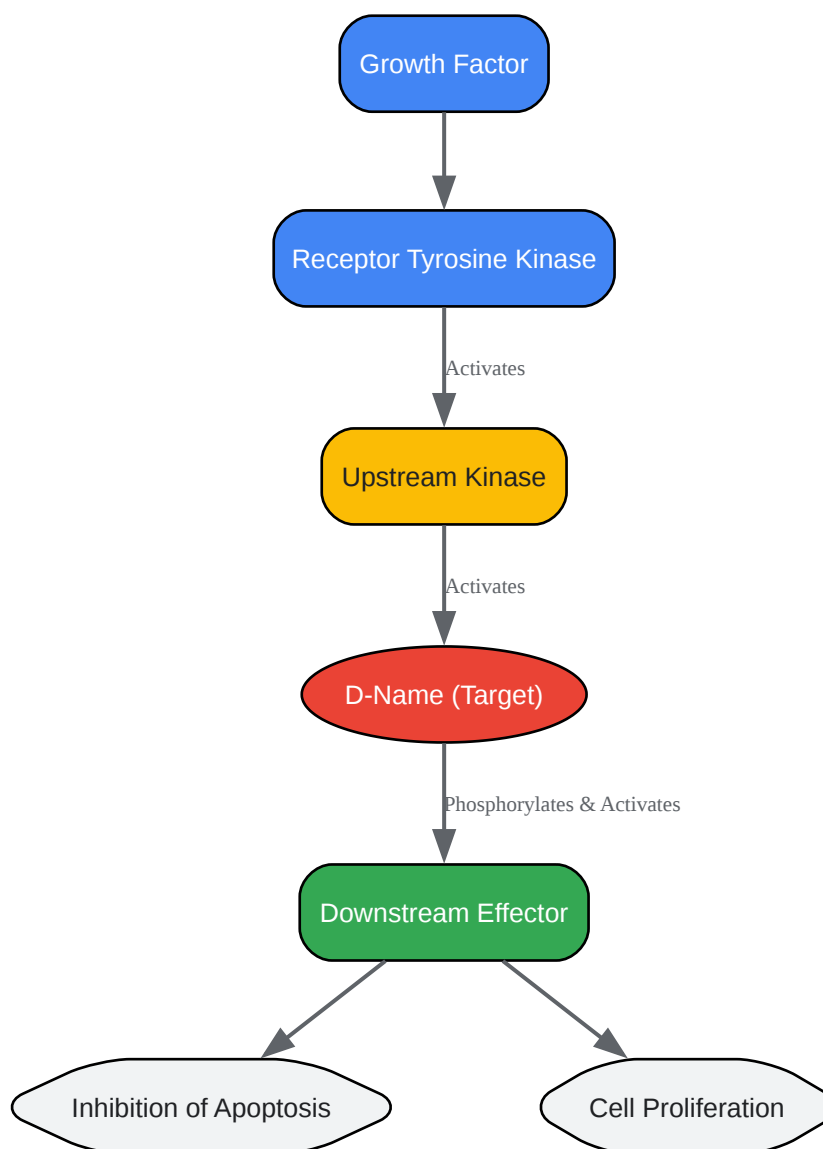 Growth Factor
Receptor Tyrosine Kinase
Activates
Upstream Kinase
Activates
D-Name (Target)
Phosphorylates & Activates
Downstream Effector
Inhibition of Apoptosis
Cell Proliferation